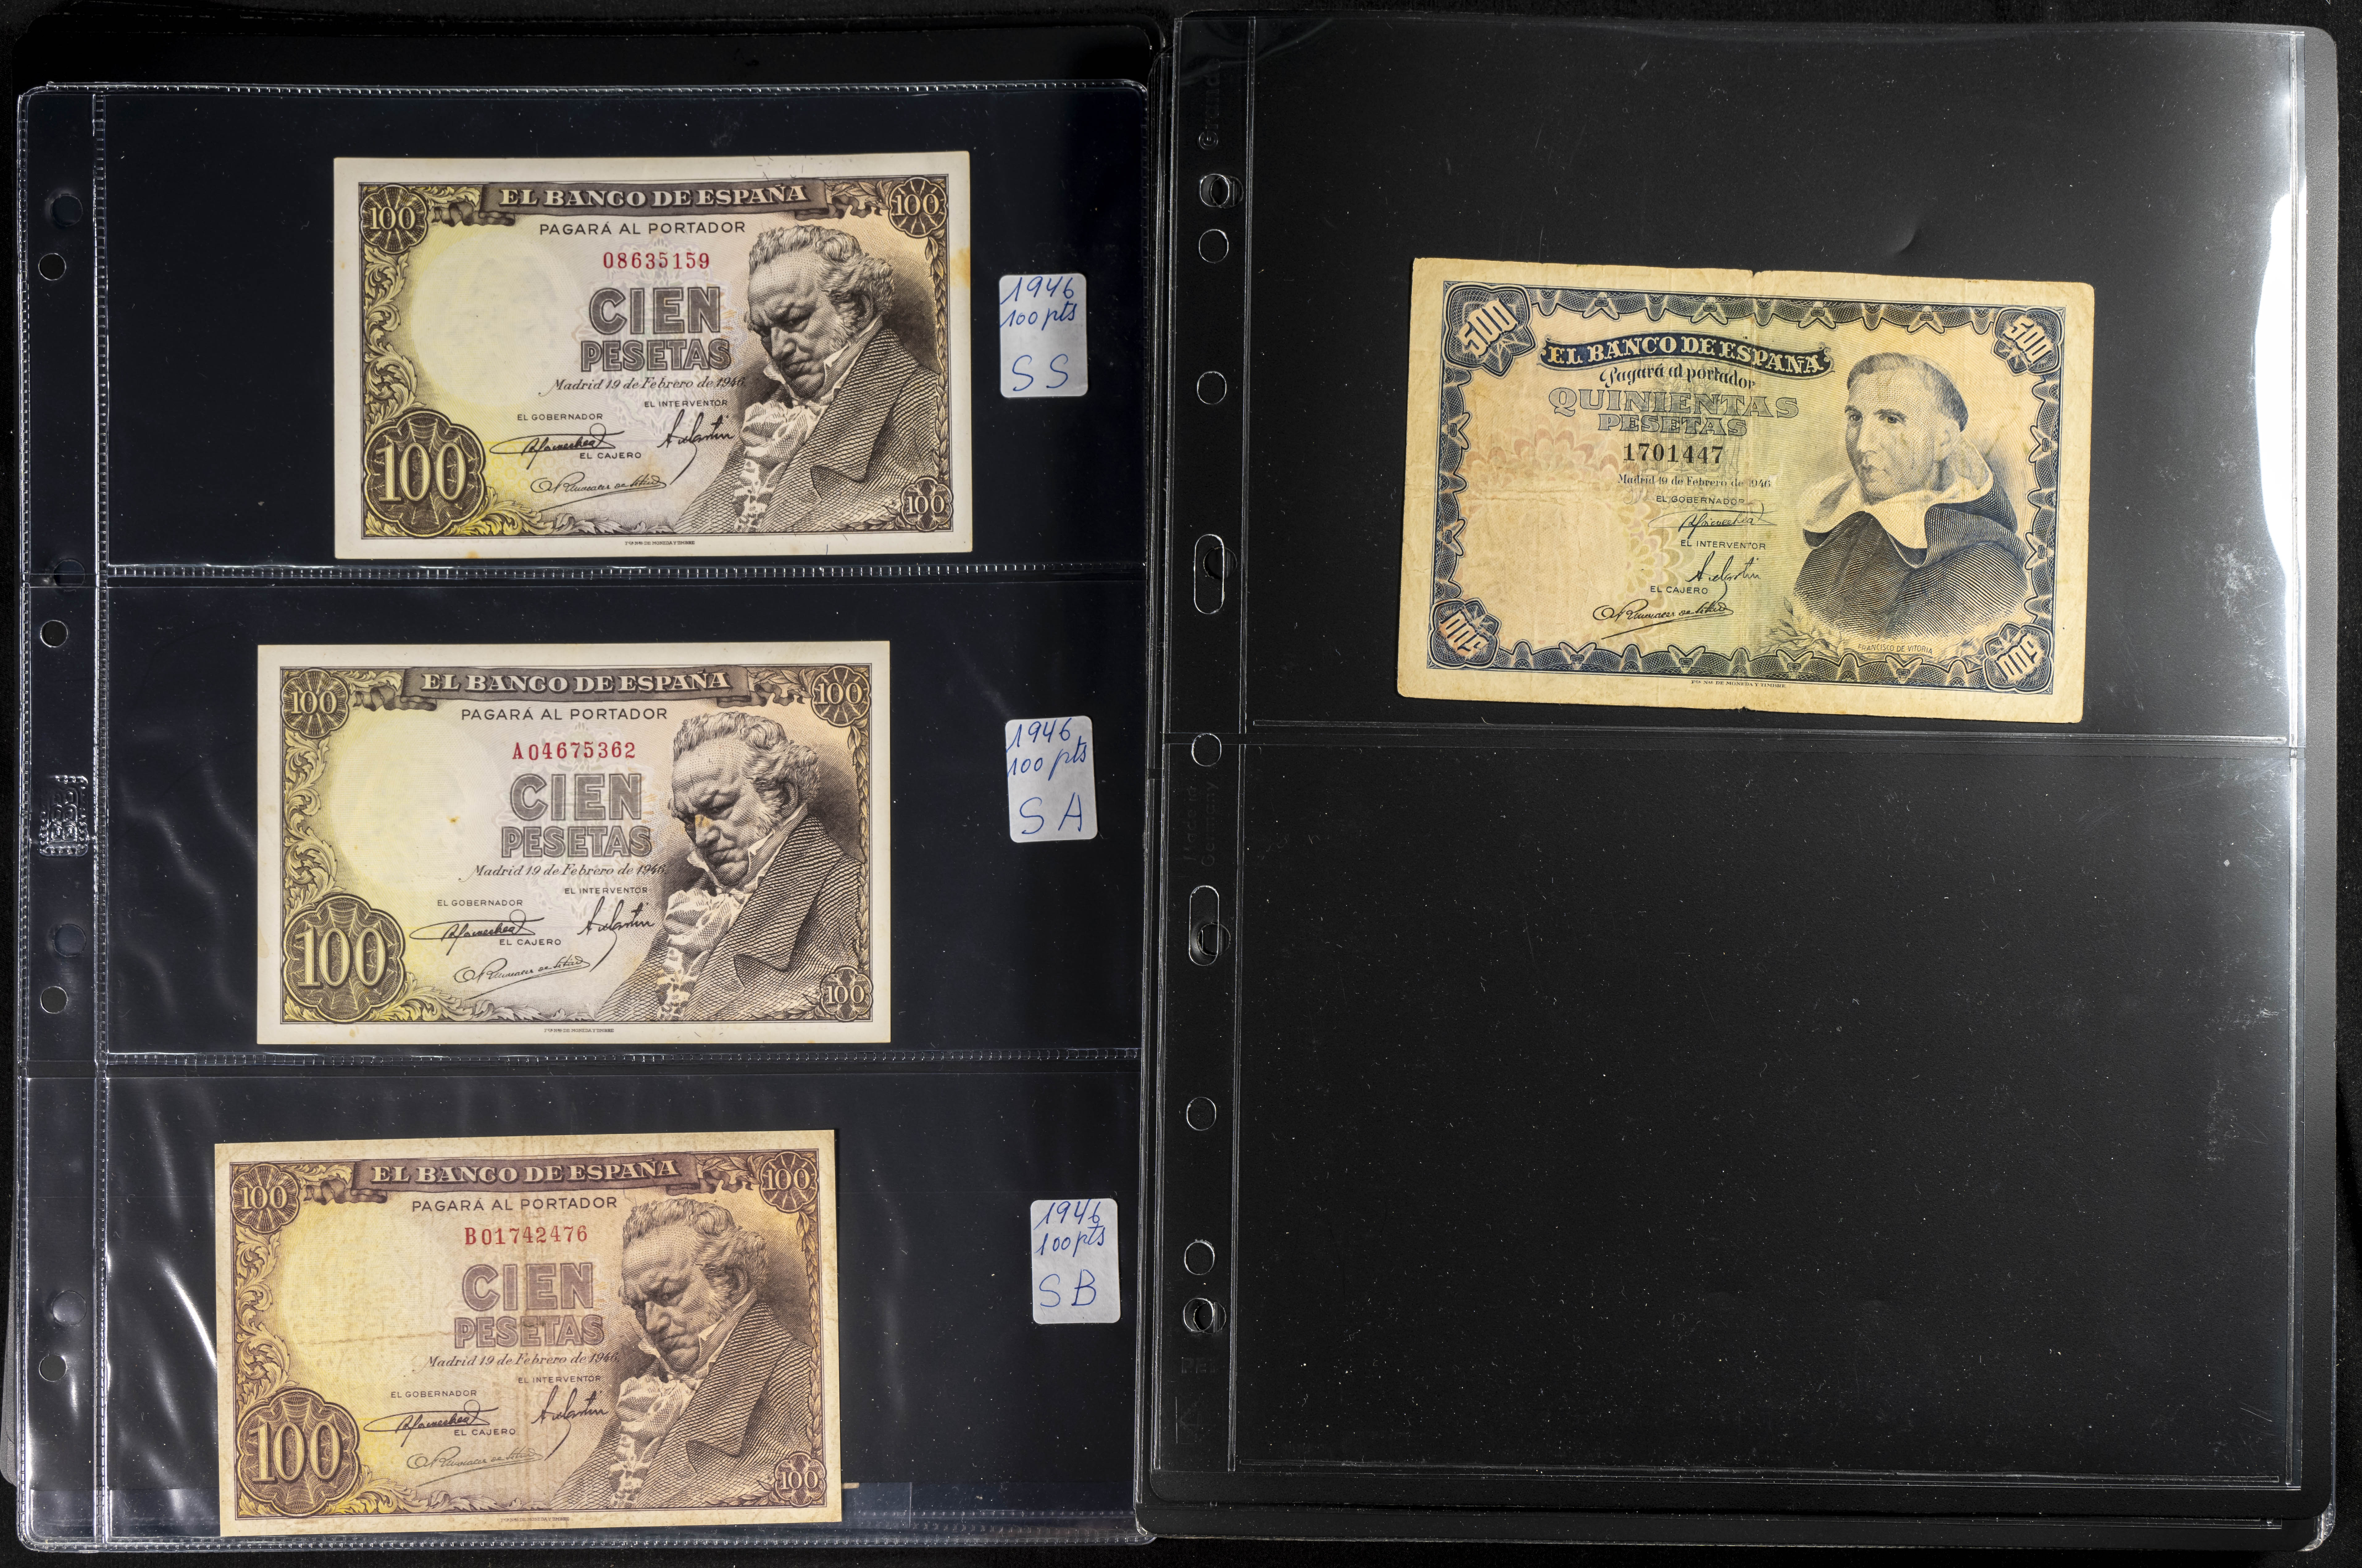 100
EL BANCO DE ESPAÑA
100
PAGARÁ AL PORTADOR
08635159
CIEN
PESETAS
Madrid 19 de Febrero de 1946.
EL INTERVENTOR
EL GOBERNADOR
EL CAJERO
100
100
1946
100 pts
SS
100
EL BANCO DE ESPAÑA
100
PAGARÁ AL PORTADOR
A04675362
CIEN
PESETAS
Madrid 19 de Febrero de 1946.
EL INTERVENTOR
EL GOBERNADOR
EL CAJERO
100
100
1946
100 pts
SA
100
EL BANCO DE ESPAÑA
100
PAGARÁ AL PORTADOR
B01742476
CIEN
PESETAS
Madrid 19 de Febrero de 1946.
EL INTERVENTOR
EL GOBERNADOR
EL CAJERO
100
100
1946
100 pts
SB
500
500
EL BANCO DE ESPAÑA
Pagará al portador
QUINIENTAS
PESETAS
1701447
Madrid 19 de Febrero de 1946
EL GOBERNADOR
EL INTERVENTOR
EL CAJERO
FRANCISCO DE VITORIA
500
500
Made in
Germany